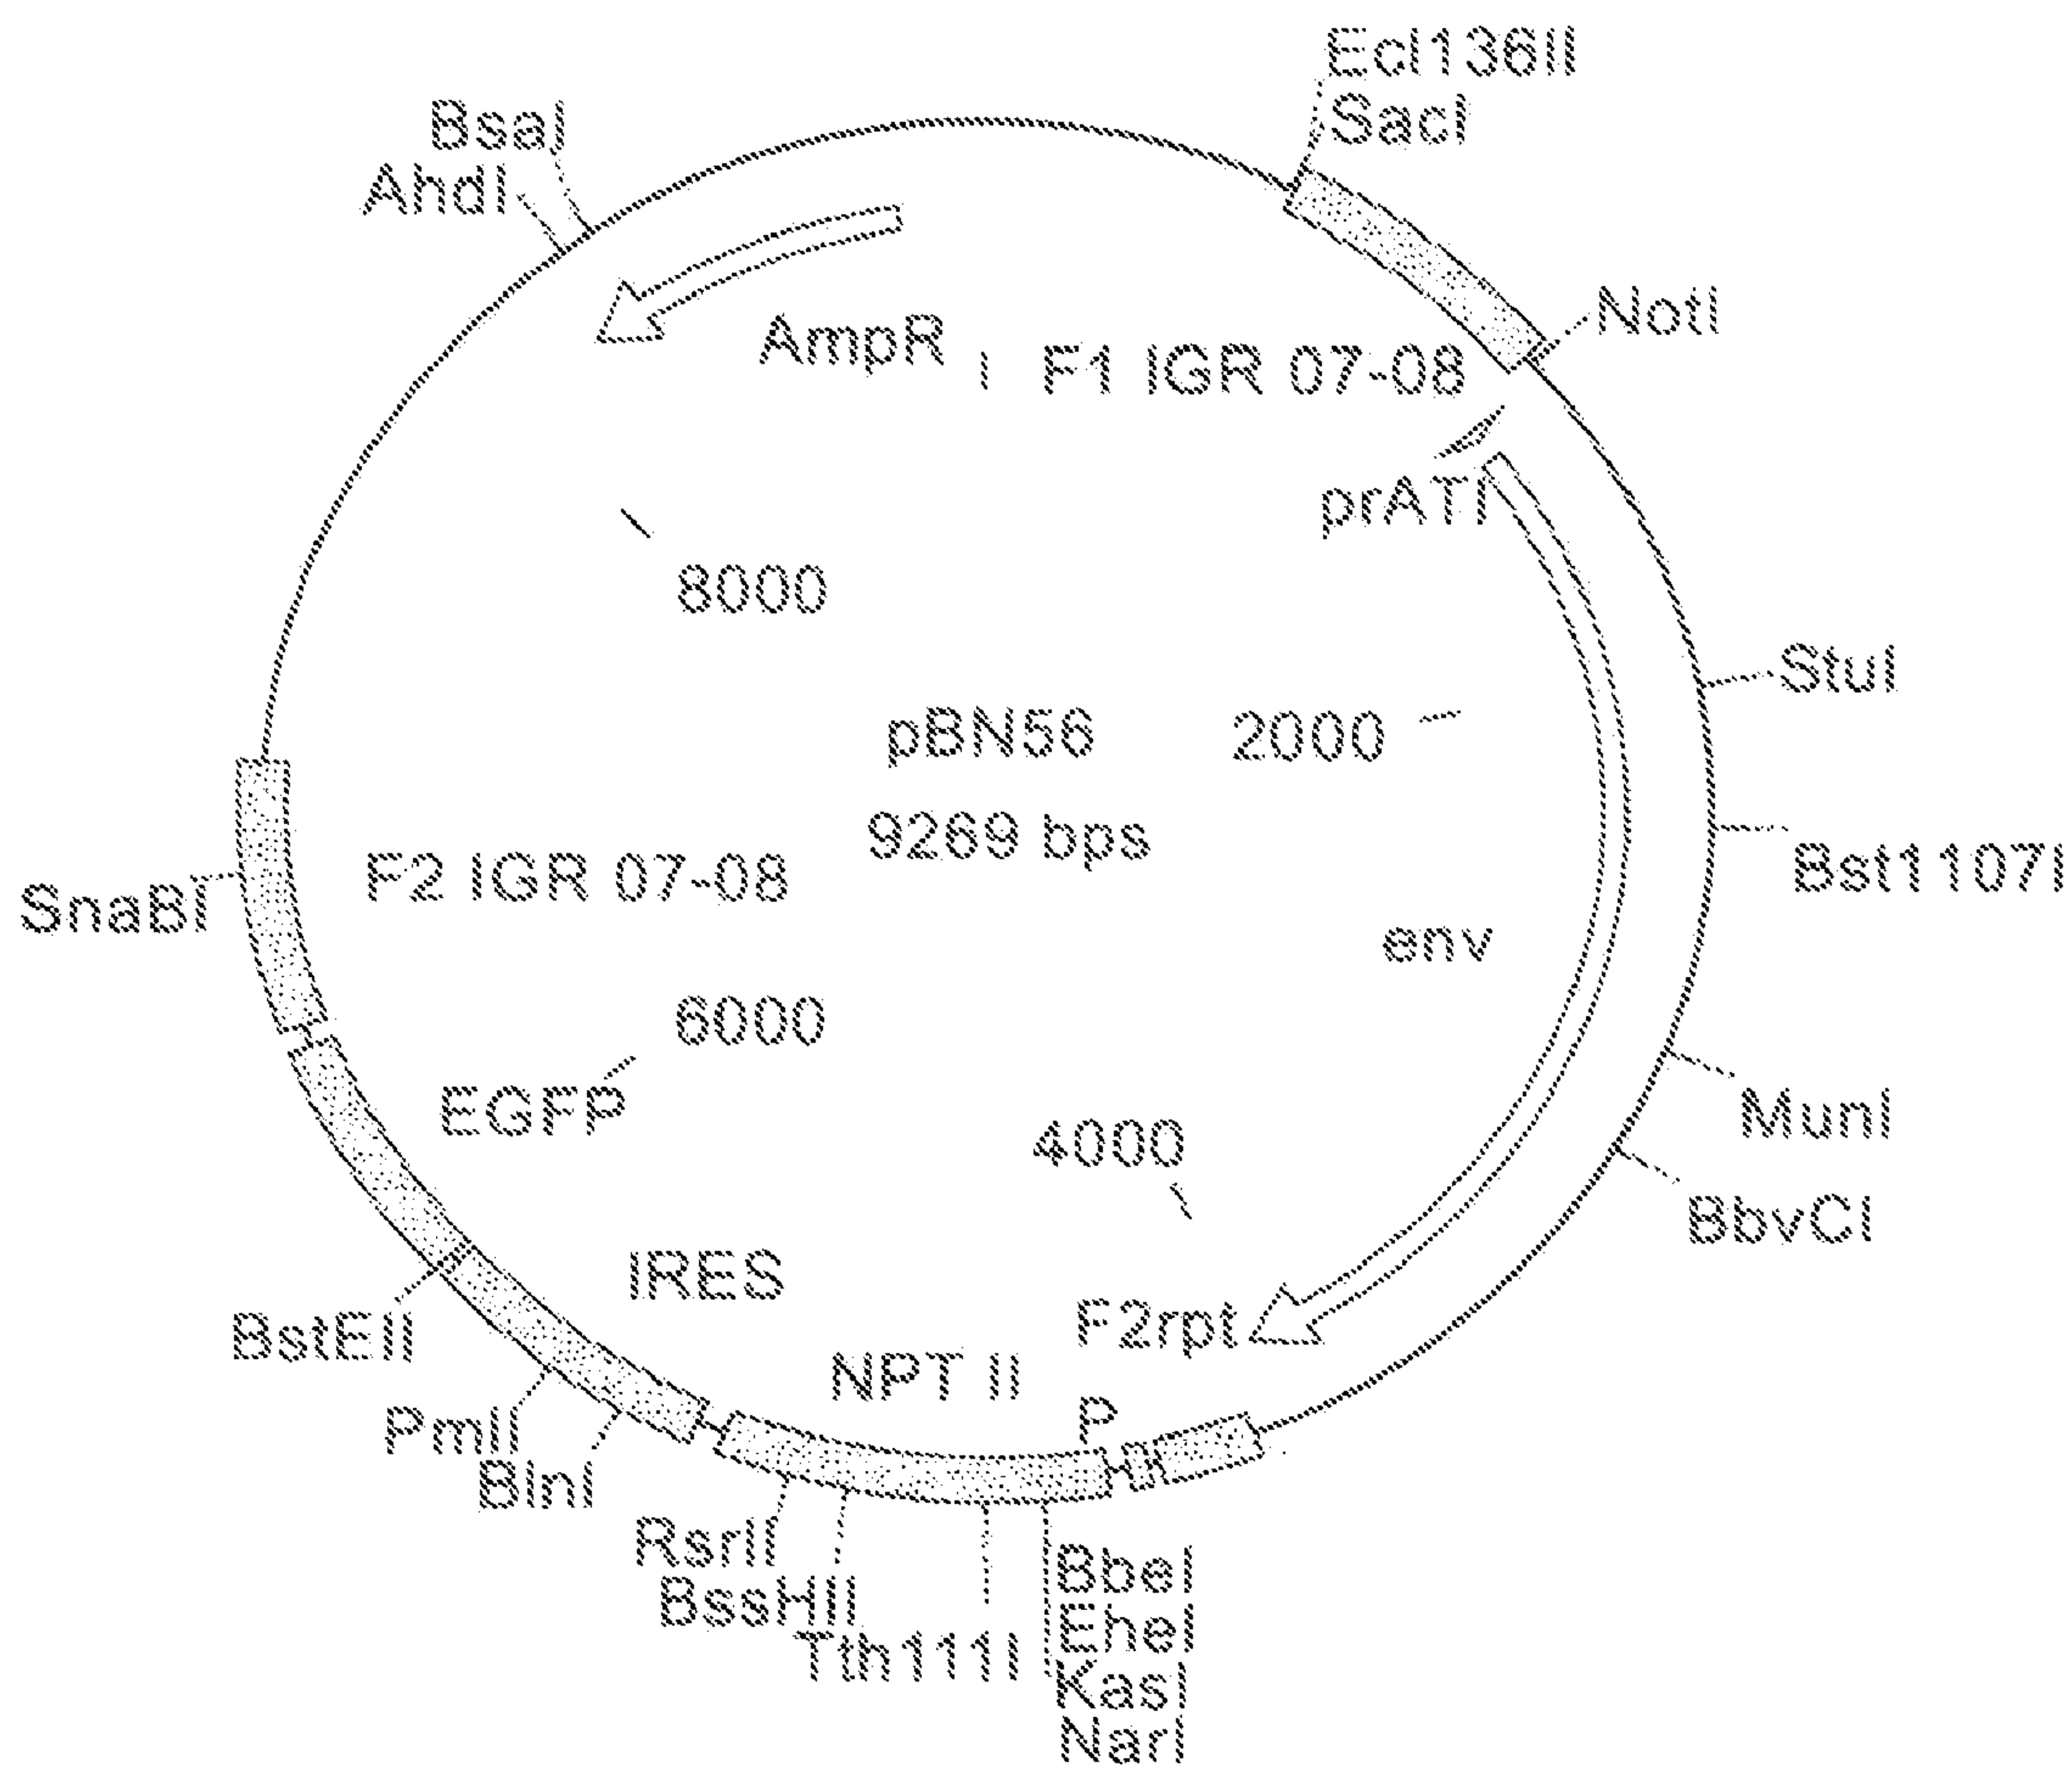 Ecl136II
SacI
BsaI
AhdI
NotI
AmpR
F1 IGR 07-08
prATI
8000
StuI
pBN56
2000
9269 bps
Bst1107I
F2 IGR 07-08
SnaBI
env
6000
EGFP
MunI
4000
BbvCI
IRES
F2rpt
BstEII
NPT II
P
PmlI
BlnI
RsrII
BssHII
Tth111I
BbeI
EheI
KasI
NarI